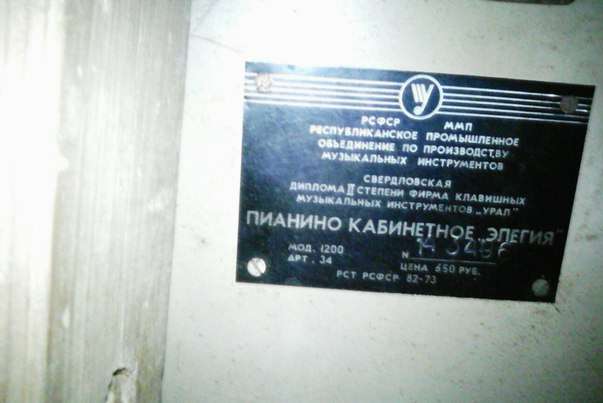 РСФСР ММП
РЕСПУБЛИКАНСКОЕ ПРОМЫШЛЕННОЕ
ОБЪЕДИНЕНИЕ ПО ПРОИЗВОДСТВУ
МУЗЫКАЛЬНЫХ ИНСТРУМЕНТОВ
СВЕРДЛОВСКАЯ
ДИПЛОМА II СТЕПЕНИ ФИРМА КЛАВИШНЫХ
МУЗЫКАЛЬНЫХ ИНСТРУМЕНТОВ „УРАЛ"
ПИАНИНО КАБИНЕТНОЕ „ЭЛЕГИЯ"
МОД. 1200 N
АРТ. 34 ЦЕНА 650 РУБ.
РСТ РСФСР 82-73